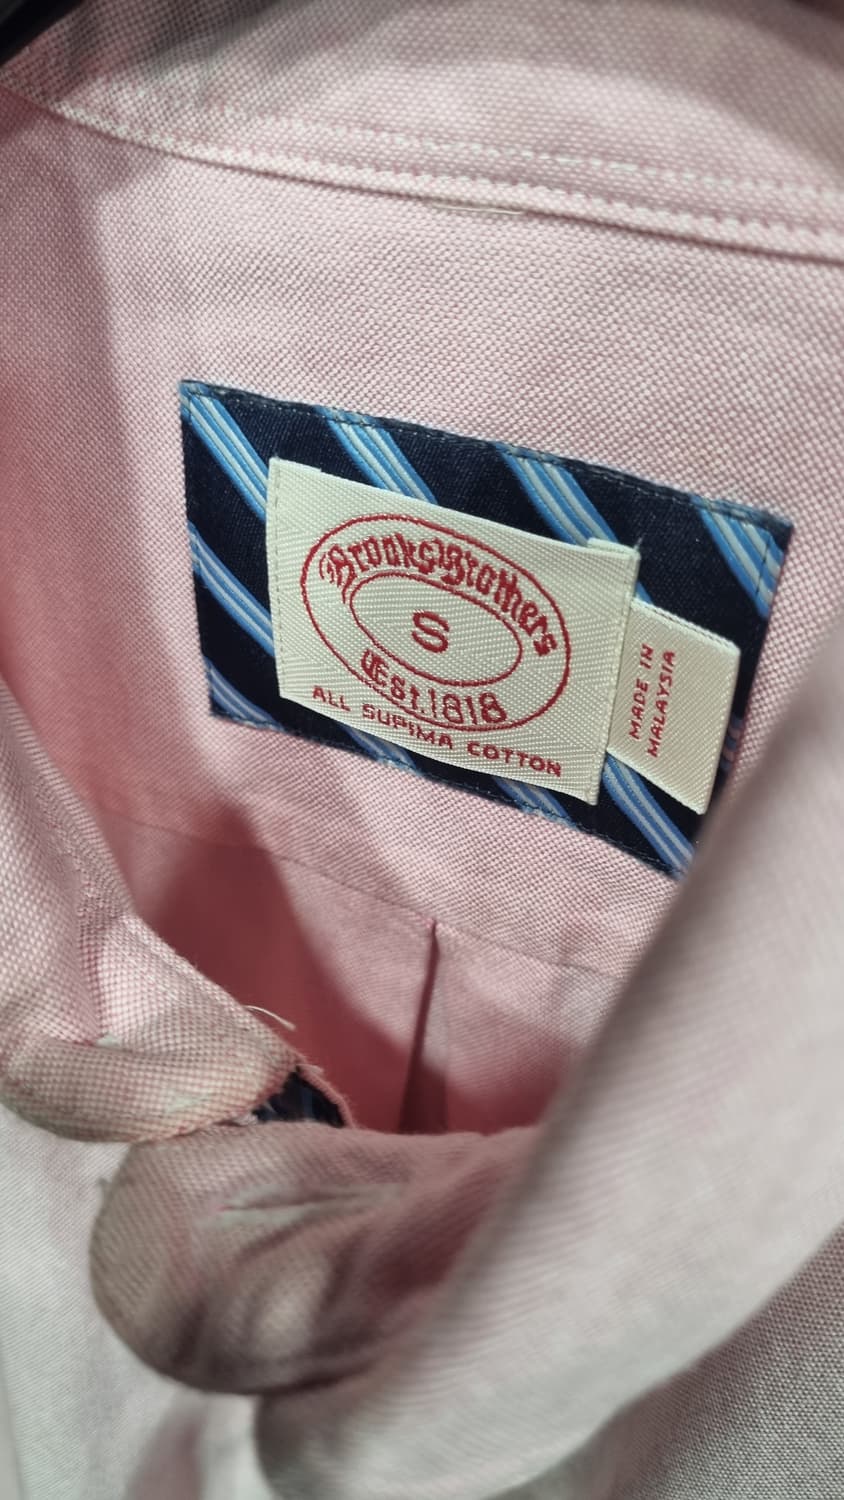 Brooks Brothers
S
Est.1818
ALL SUPIMA COTTON
MADE IN
MALAYSIA